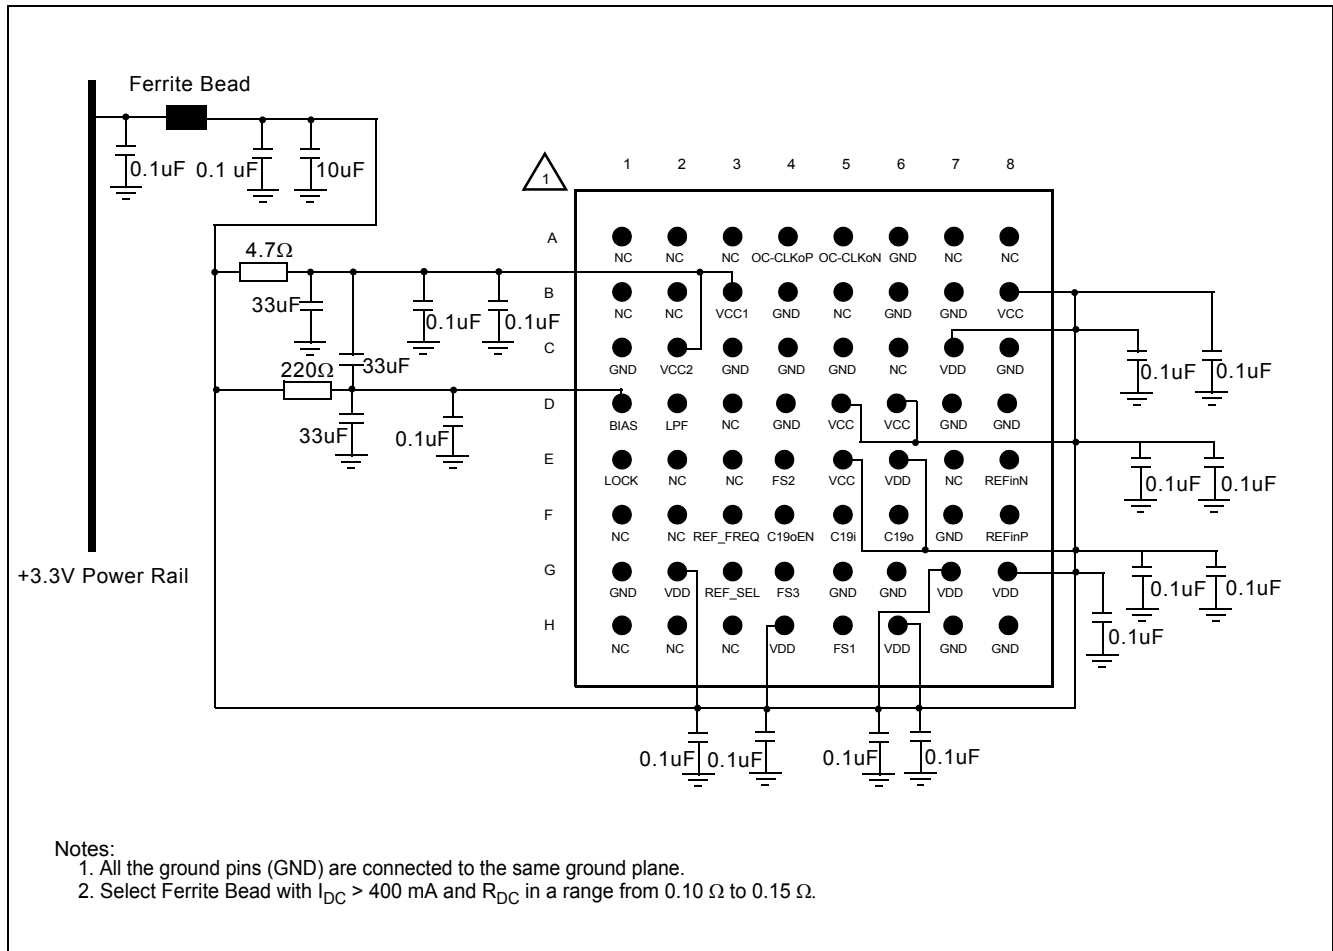 Ferrite Bead
0.1uF 0.1 uF 10uF
+3.3V Power Rail
1
1 2 3 4 5 6 7 8
A
NC NC NC OC-CLKoP OC-CLKoN GND NC NC
4.7Ω
B
NC NC VCC1 GND NC GND GND VCC
33uF 0.1uF 0.1uF
C
GND VCC2 GND GND GND NC VDD GND
33uF
0.1uF 0.1uF
220Ω
D
BIAS LPF NC GND VCC VCC GND GND
33uF 0.1uF
E
LOCK NC NC FS2 VCC VDD NC REFinN
0.1uF 0.1uF
F
NC NC REF_FREQ C19oEN C19i C19o GND REFinP
G
GND VDD REF_SEL FS3 GND GND VDD VDD
0.1uF 0.1uF
H
NC NC NC VDD FS1 VDD GND GND
0.1uF
0.1uF 0.1uF 0.1uF 0.1uF
Notes:
1. All the ground pins (GND) are connected to the same ground plane.
2. Select Ferrite Bead with IDC > 400 mA and RDC in a range from 0.10 Ω to 0.15 Ω.